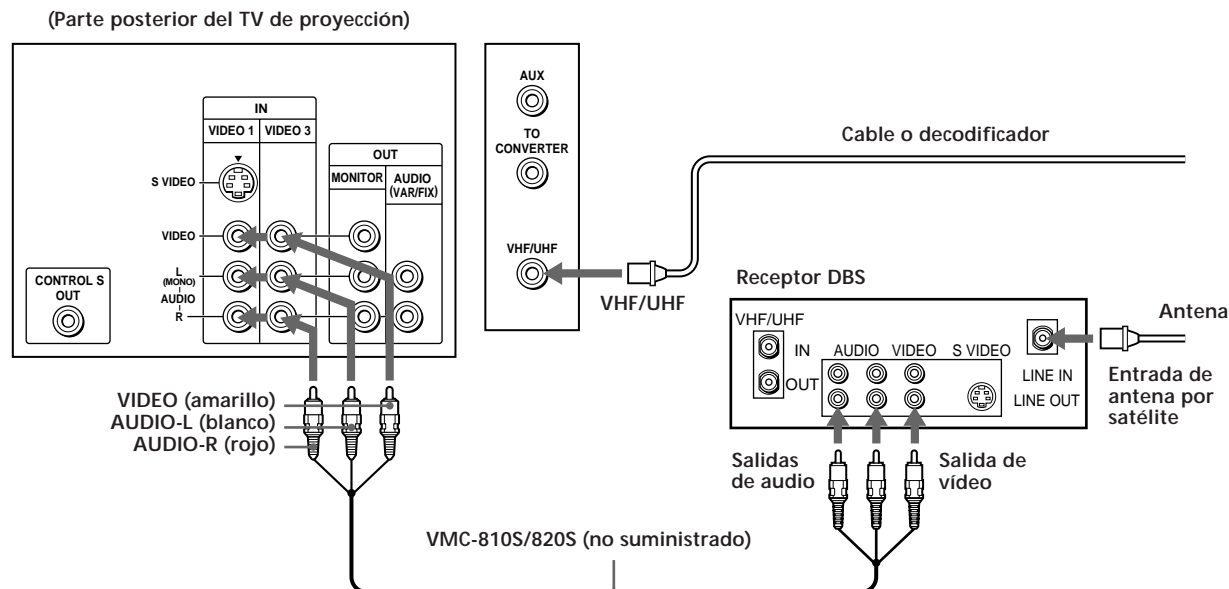 (Parte posterior del TV de proyección)
IN
VIDEO 1
VIDEO 3
S VIDEO
VIDEO
L
(MONO)
AUDIO
R
OUT
MONITOR
AUDIO
(VAR/FIX)
CONTROL S
OUT
AUX
TO
CONVERTER
VHF/UHF
VHF/UHF
Cable o decodificador
Receptor DBS
VHF/UHF
IN
OUT
AUDIO
VIDEO
S VIDEO
LINE IN
LINE OUT
Antena
Entrada de
antena por
satélite
VIDEO (amarillo)
AUDIO-L (blanco)
AUDIO-R (rojo)
Salidas
de audio
Salida de
vídeo
VMC-810S/820S (no suministrado)